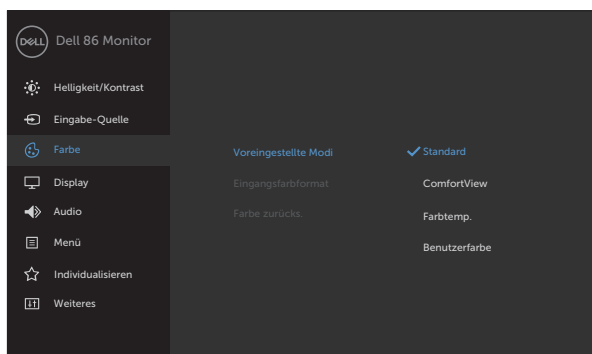 DELL Dell 86 Monitor
Helligkeit/Kontrast
Eingabe-Quelle
Farbe
Display
Audio
Menü
Individualisieren
Weiteres
Voreingestellte Modi
Eingangsfarbformat
Farbe zurücks.
Standard
ComfortView
Farbtemp.
Benutzerfarbe